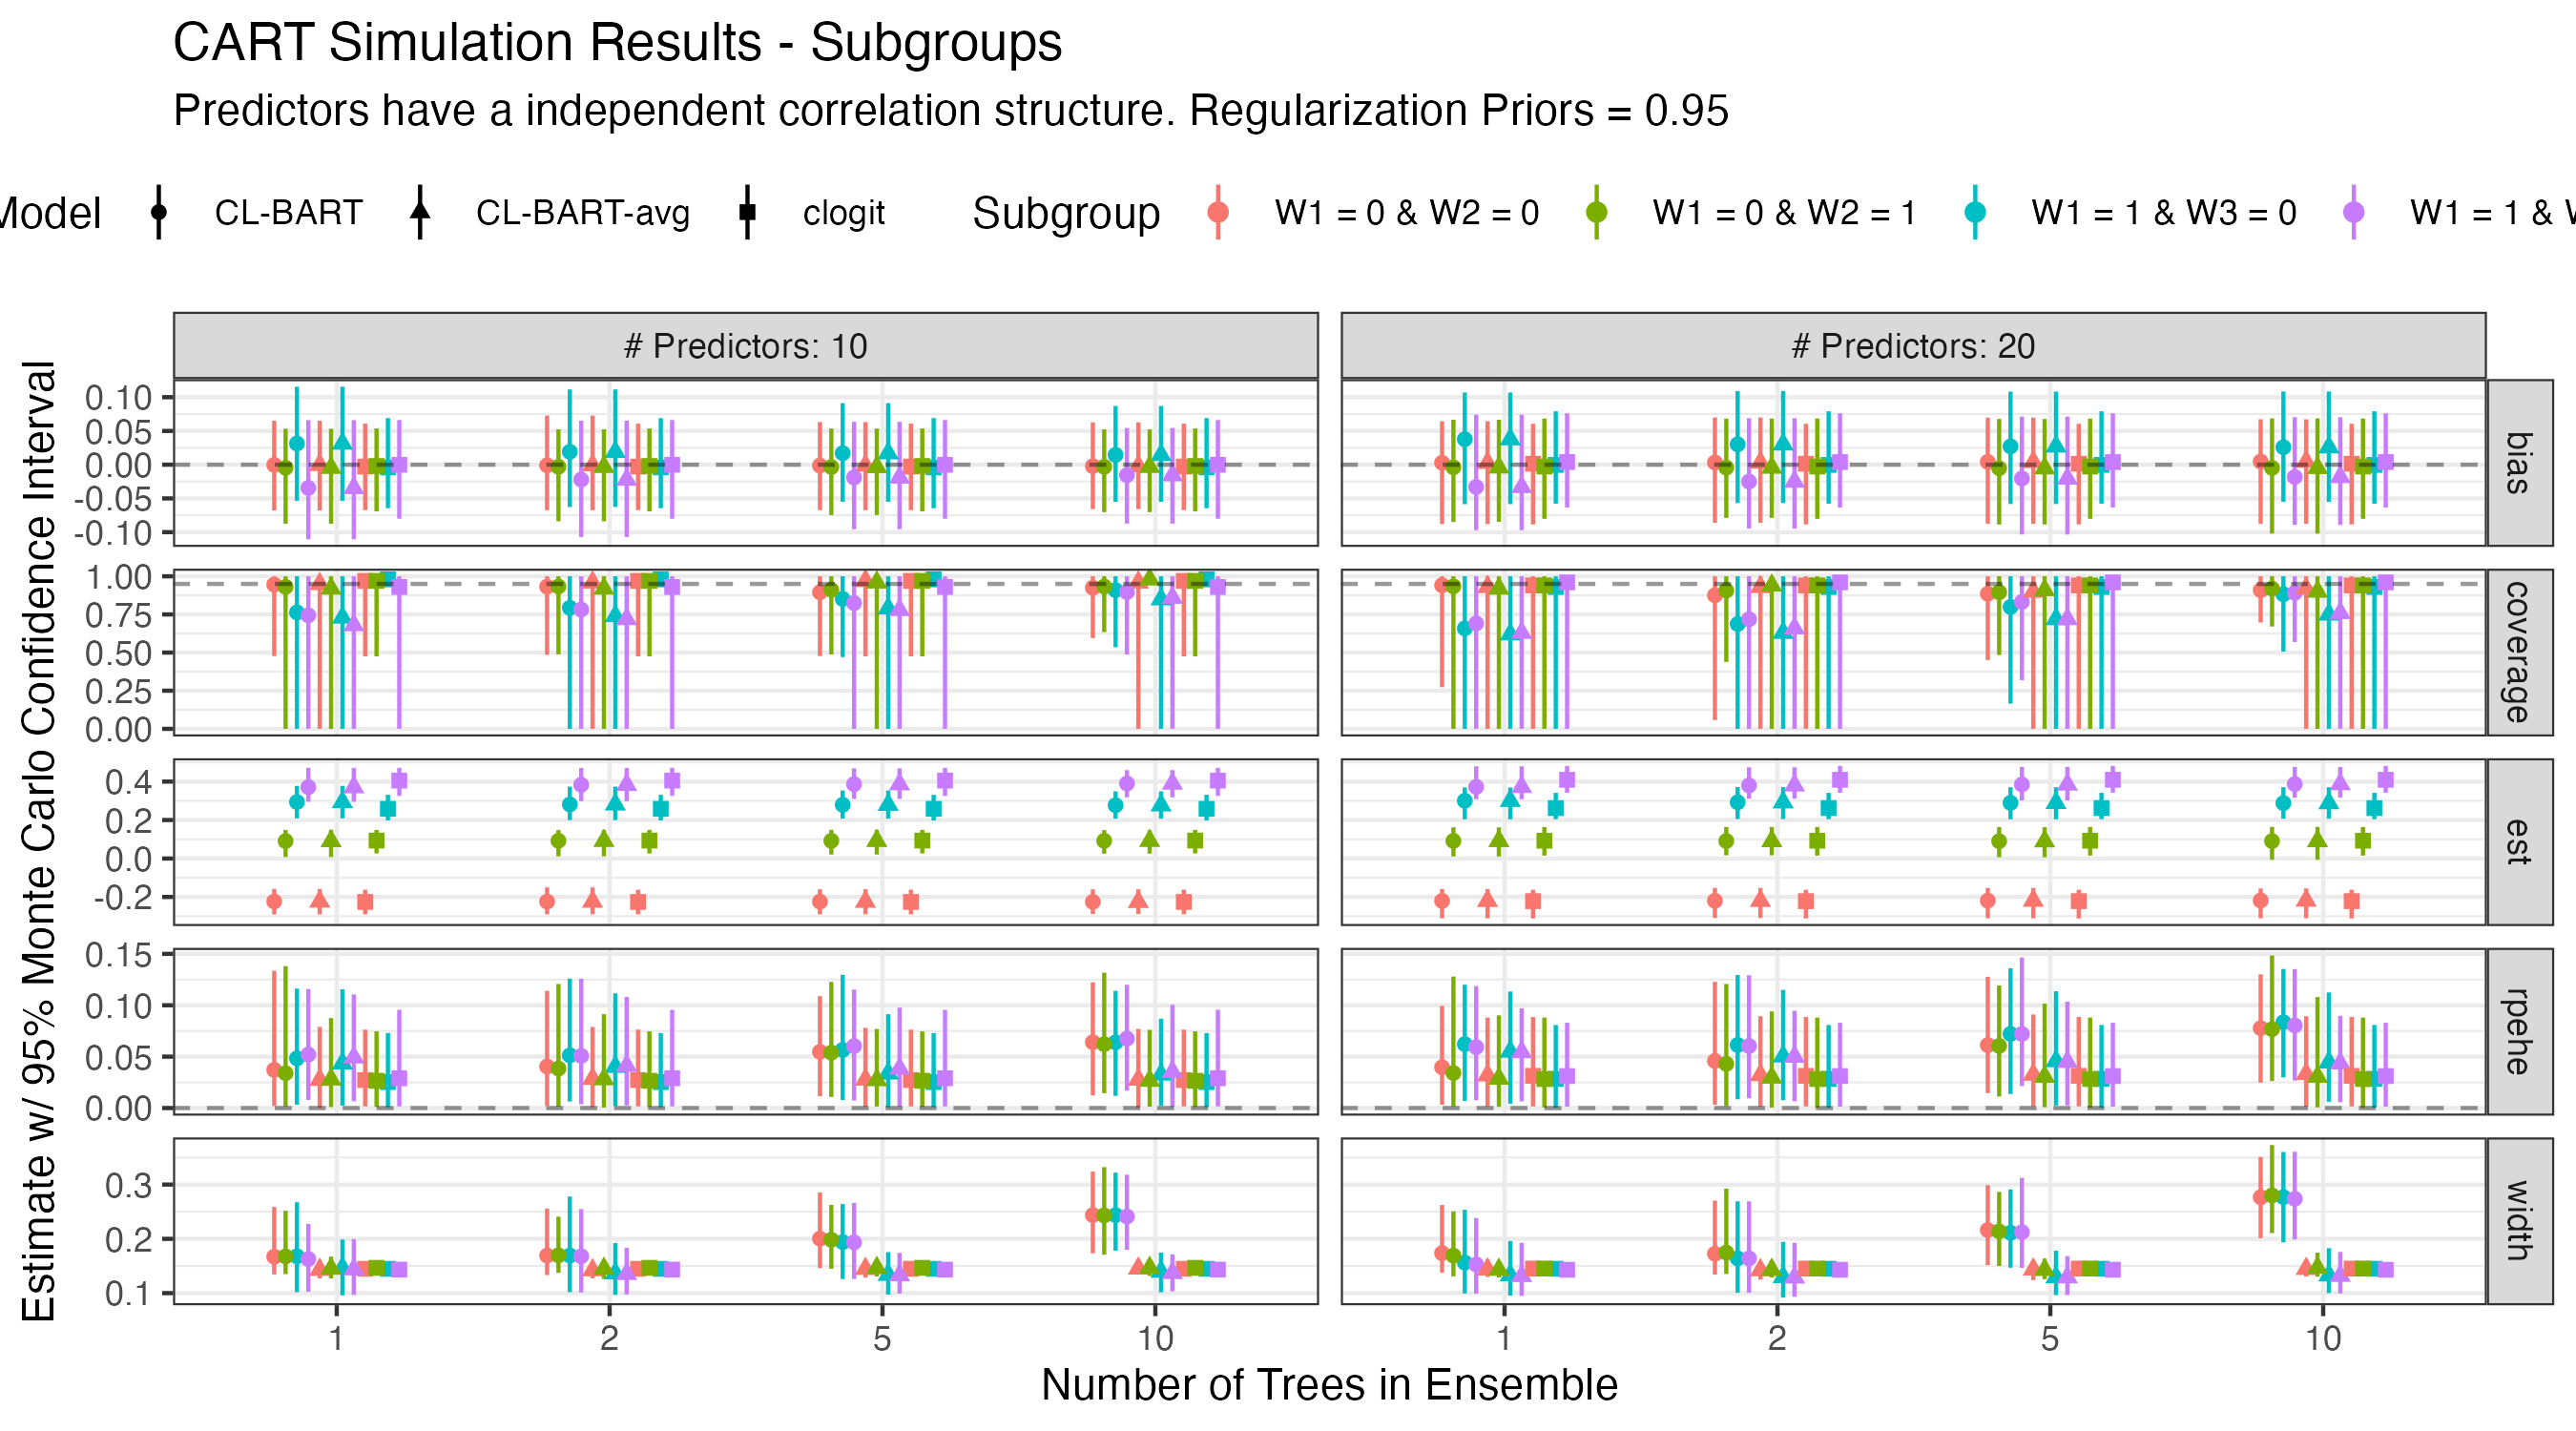 CART Simulation Results - Subgroups
Predictors have a independent correlation structure. Regularization Priors = 0.95
Model CL-BART CL-BART-avg clogit Subgroup W1 = 0 & W2 = 0 W1 = 0 & W2 = 1 W1 = 1 & W3 = 0 W1 = 1 &
# Predictors: 10 # Predictors: 20
Estimate w/ 95% Monte Carlo Confidence Interval
0.10
0.05
0.00
-0.05
-0.10
bias
1.00
0.75
0.50
0.25
0.00
coverage
0.4
0.2
0.0
-0.2
est
0.15
0.10
0.05
0.00
rpehe
0.3
0.2
0.1
width
1 2 5 10 1 2 5 10
Number of Trees in Ensemble